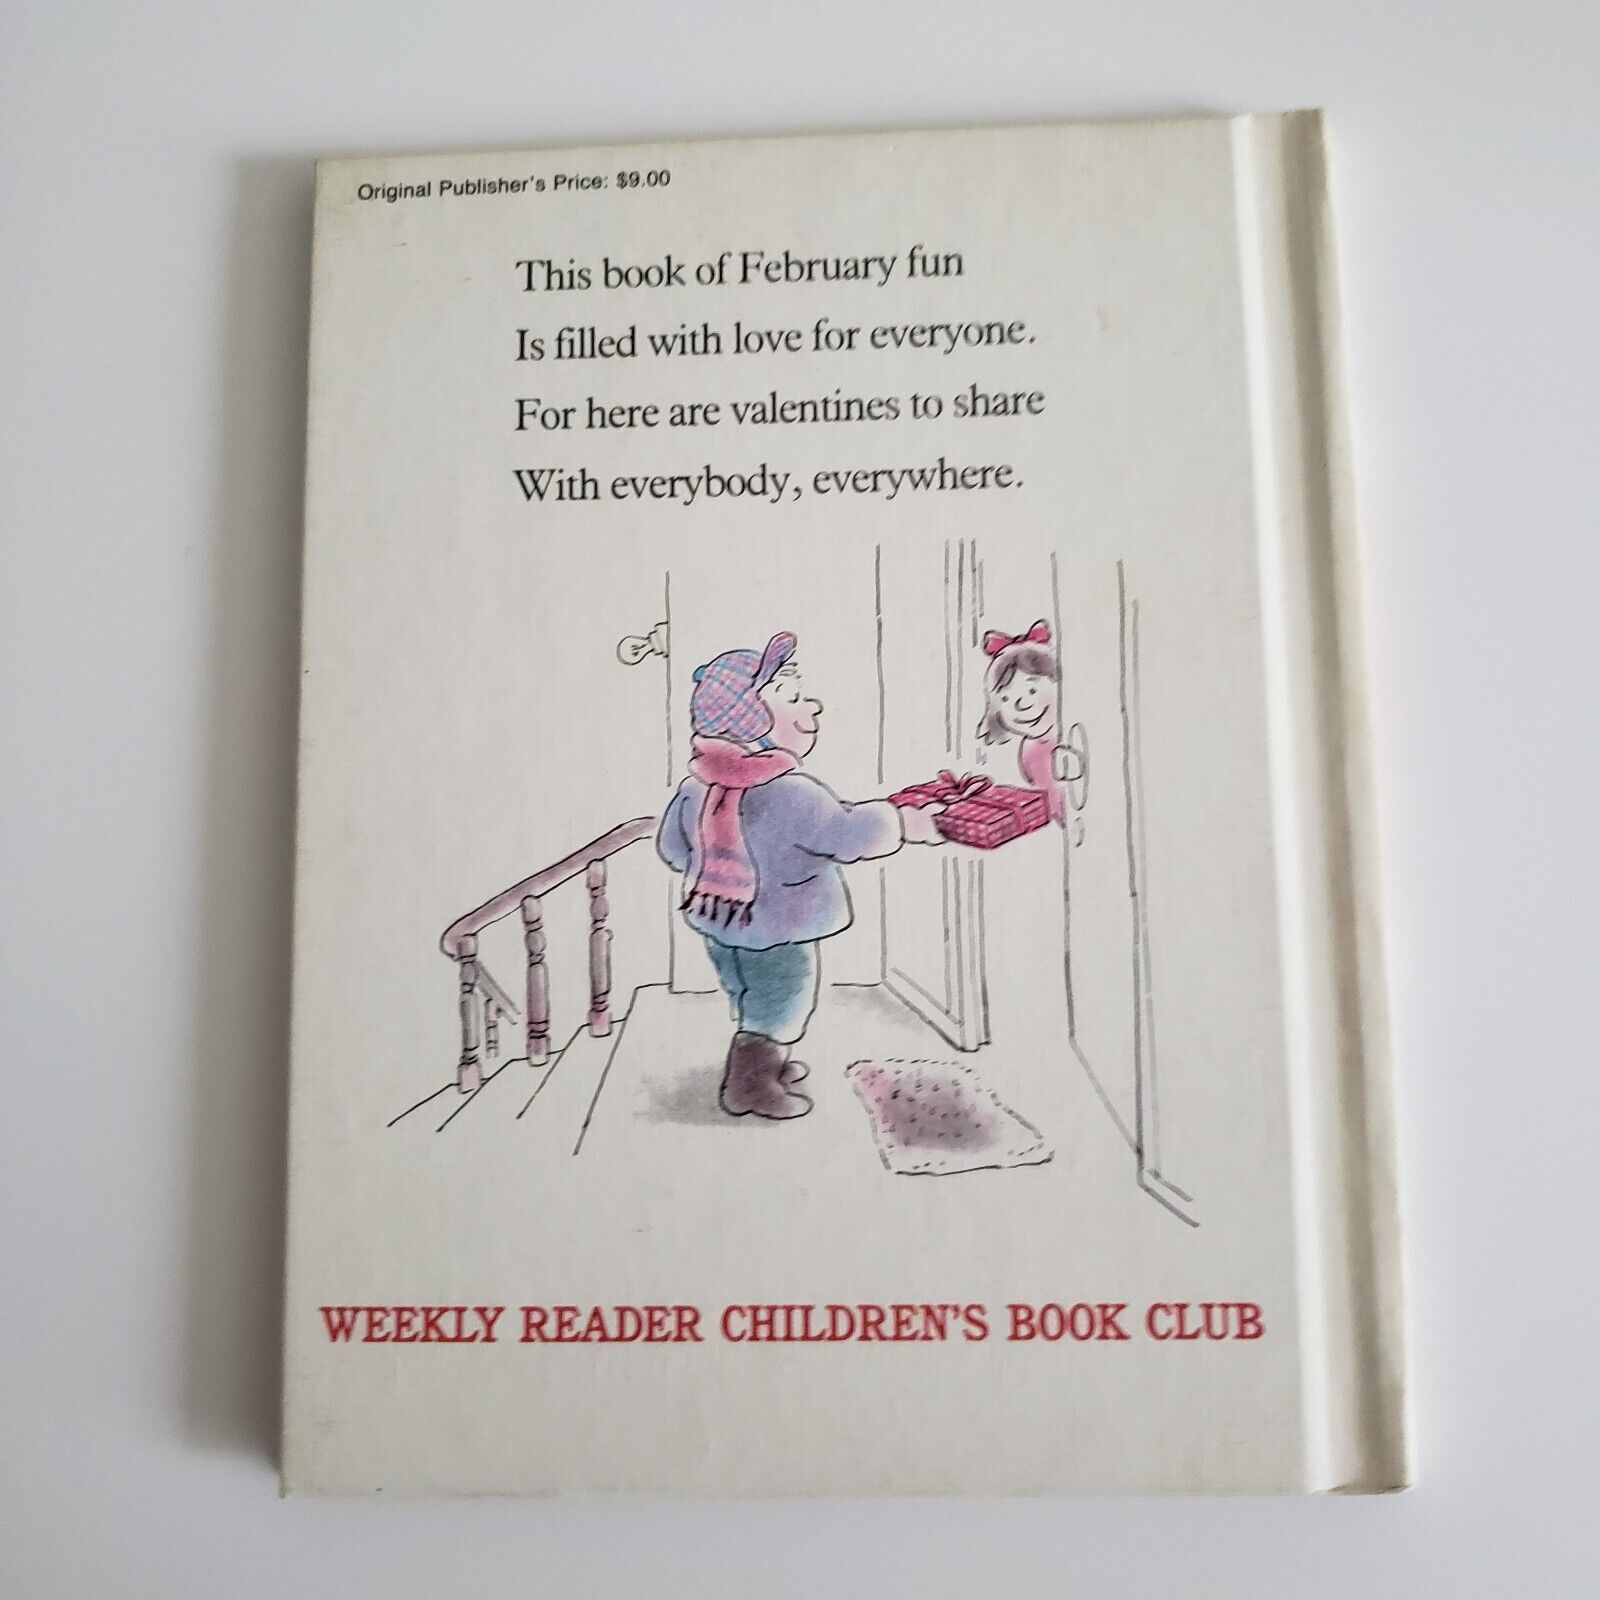 Original Publisher's Price: $9.00
This book of February fun
Is filled with love for everyone.
For here are valentines to share
With everybody, everywhere.
WEEKLY READER CHILDREN'S BOOK CLUB